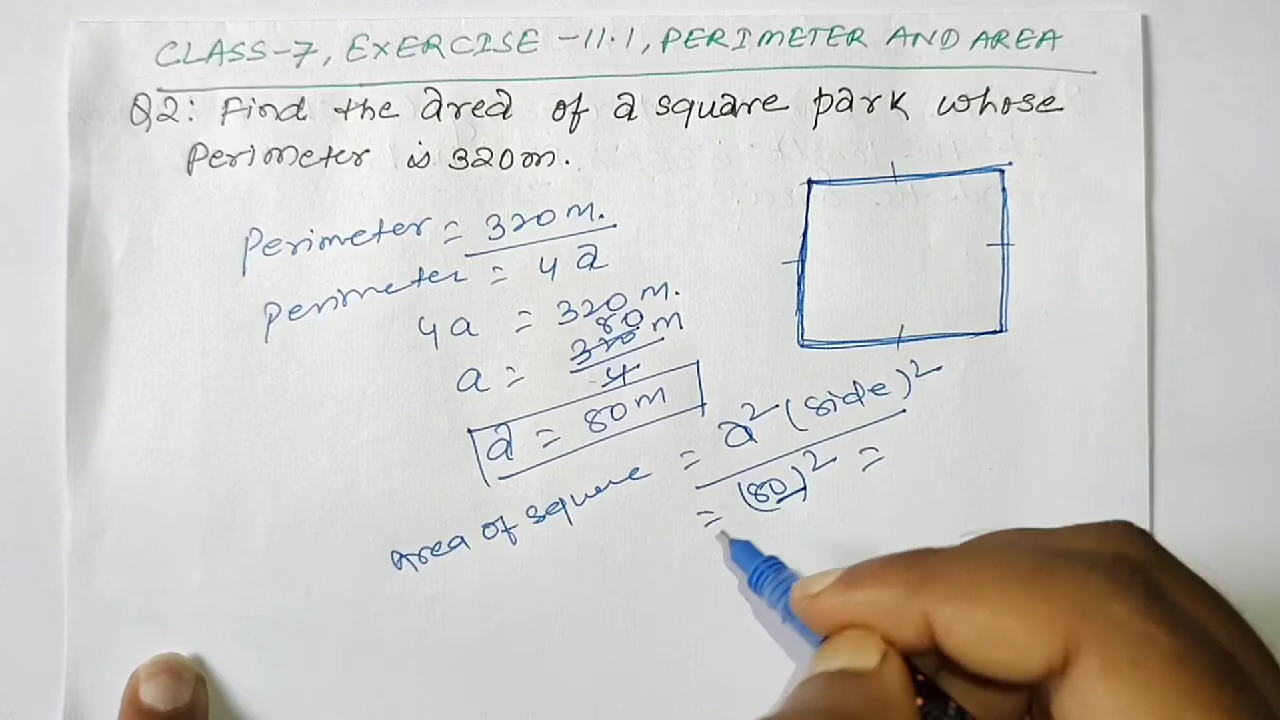 CLASS-7, EXERCISE-11.1, PERIMETER AND AREA
Q2: Find the area of a square park whose
Perimeter is 320m.
Perimeter = 320 m.
Perimeter = 4a
4a = 320 m.
80
a = 320 m
4
a = 80m
Area of square = a² (side)²
= (80)² =